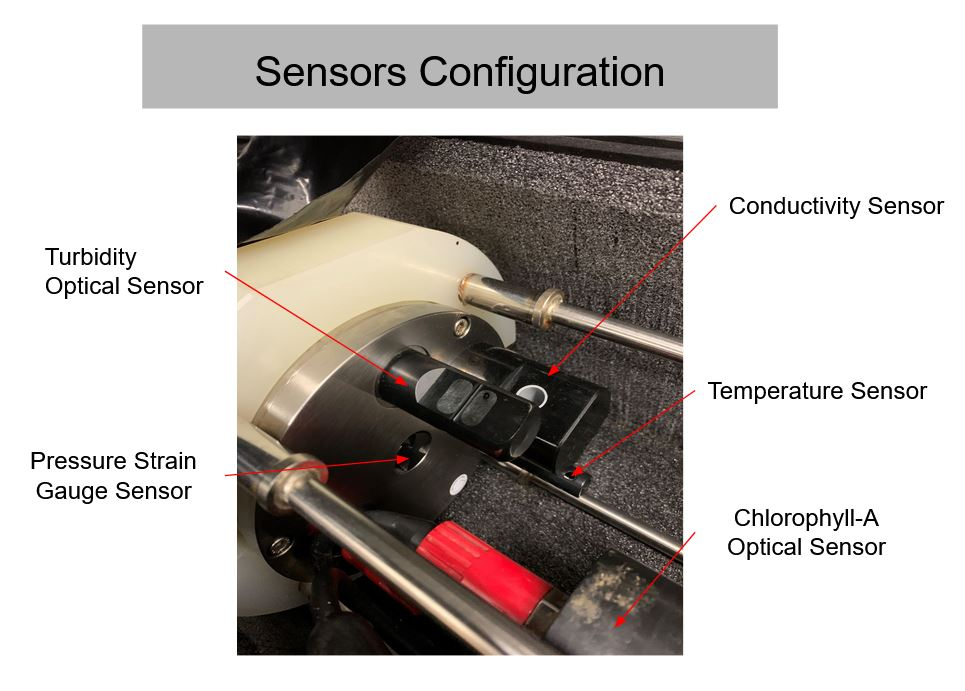 Sensors Configuration
Conductivity Sensor
Turbidity
Optical Sensor
Temperature Sensor
Pressure Strain
Gauge Sensor
Chlorophyll-A
Optical Sensor